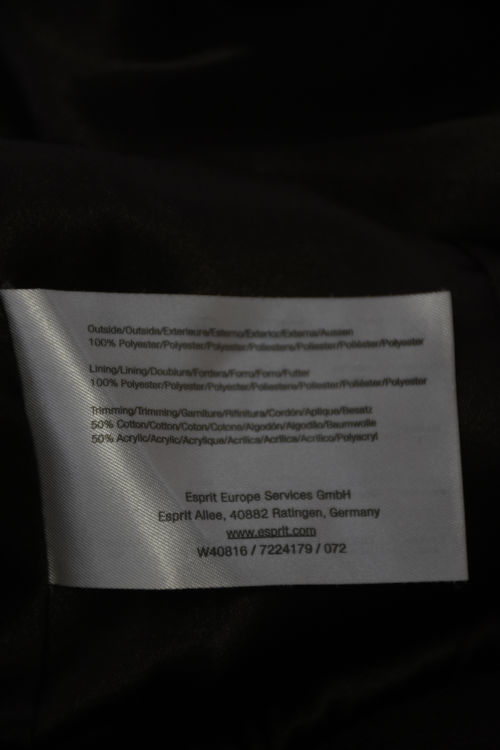 Outside/Outside/Exterieure/Esterno/Exterior/Externa/Aussen
100% Polyester/Polyester/Polyester/Poliestere/Poliester/Poliéster/Polyester
Lining/Lining/Doublure/Fodera/Forro/Forro/Futter
100% Polyester/Polyester/Polyester/Poliestere/Poliester/Poliéster/Polyester
Trimming/Trimming/Garniture/Rifinitura/Cordón/Aplique/Besatz
50% Cotton/Cotton/Coton/Cotone/Algodón/Algodão/Baumwolle
50% Acrylic/Acrylic/Acrylique/Acrilica/Acrílica/Acrílico/Polyacryl
Esprit Europe Services GmbH
Esprit Allee, 40882 Ratingen, Germany
www.esprit.com
W40816 / 7224179 / 072